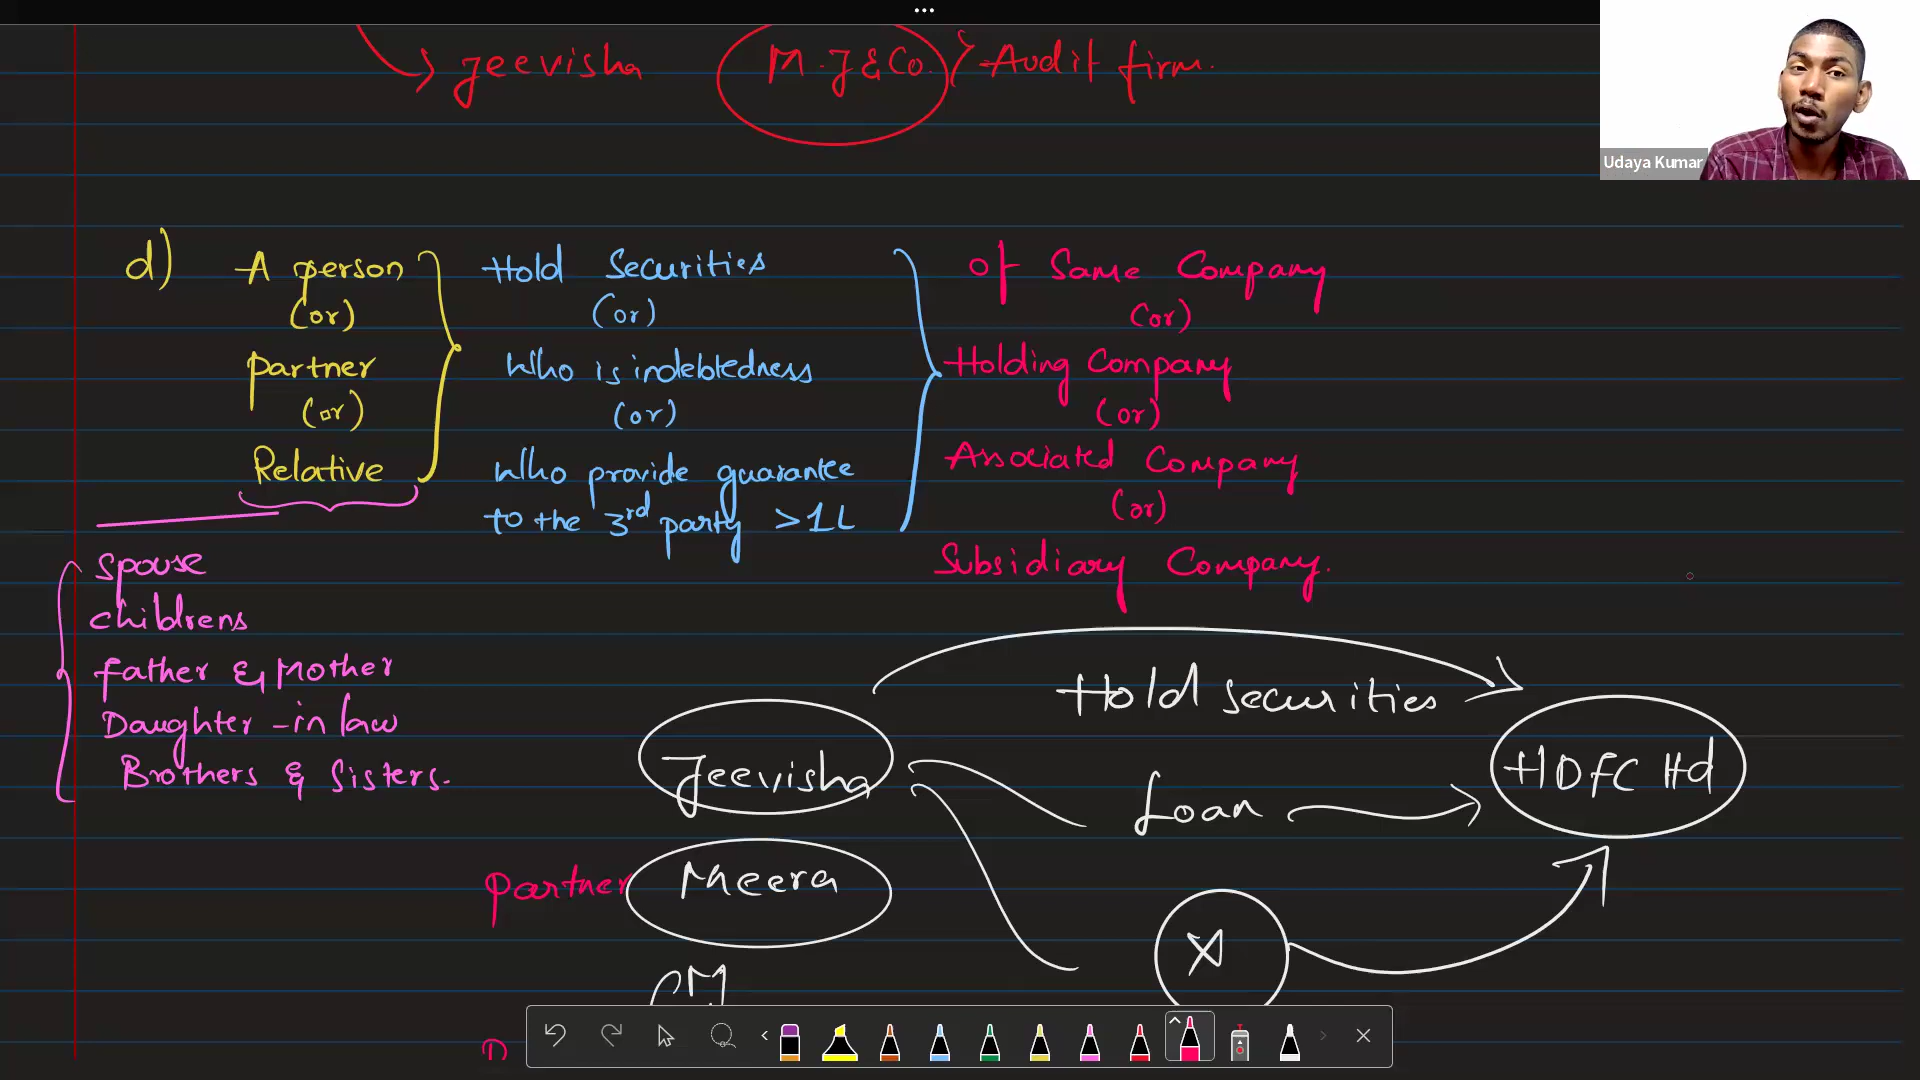 Jeevisha M.J & Co. Audit firm.
Udaya Kumar
d) A person Hold Securities of Same Company
(or) (or) (or)
partner Who is indebtedness Holding Company
(or) (or) (or)
Relative Who provide guarantee Associated Company
to the 3rd party >1L (or)
Subsidiary Company.
Spouse
childrens
father & Mother
Daughter -in law
Brothers & Sisters.
Hold securities
Jeevisha HDFC ltd
Loan
partner Meera
X